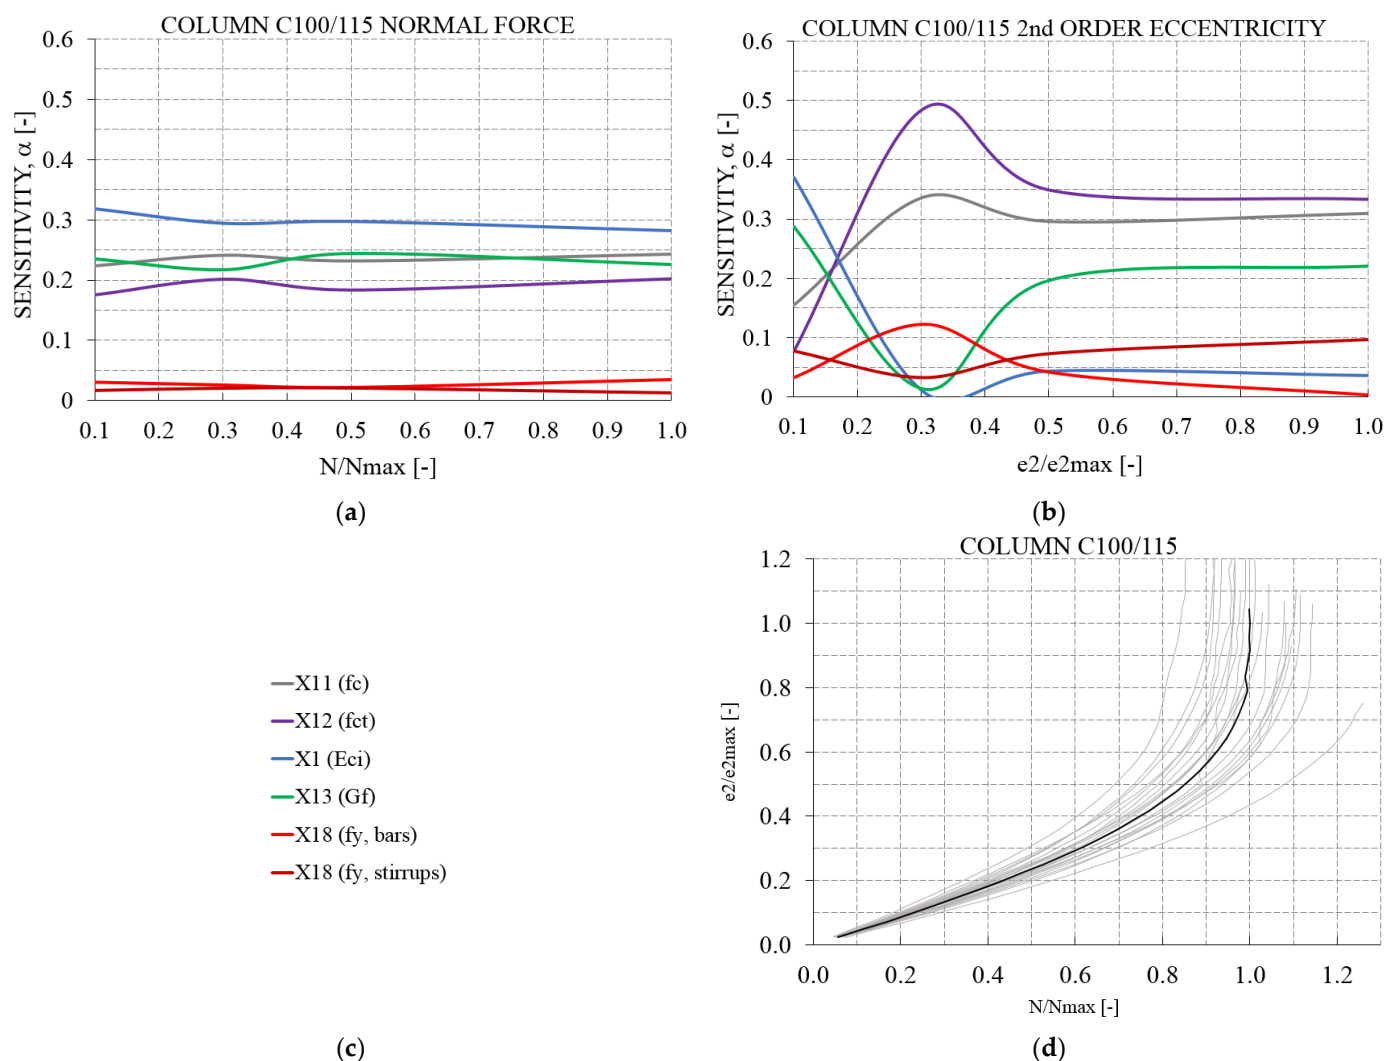 COLUMN C100/115 NORMAL FORCE
0.6
0.5
0.4
0.3
0.2
0.1
0
SENSITIVITY, α [-]
0.1 0.2 0.3 0.4 0.5 0.6 0.7 0.8 0.9 1.0
N/Nmax [-]
(a)
COLUMN C100/115 2nd ORDER ECCENTRICITY
0.6
0.5
0.4
0.3
0.2
0.1
0
SENSITIVITY, α [-]
0.1 0.2 0.3 0.4 0.5 0.6 0.7 0.8 0.9 1.0
e2/e2max [-]
(b)
X11 (fc)
X12 (fct)
X1 (Eci)
X13 (Gf)
X18 (fy, bars)
X18 (fy, stirrups)
(c)
COLUMN C100/115
1.2
1.0
0.8
0.6
0.4
0.2
0.0
e2/e2max [-]
0.0 0.2 0.4 0.6 0.8 1.0 1.2
N/Nmax [-]
(d)